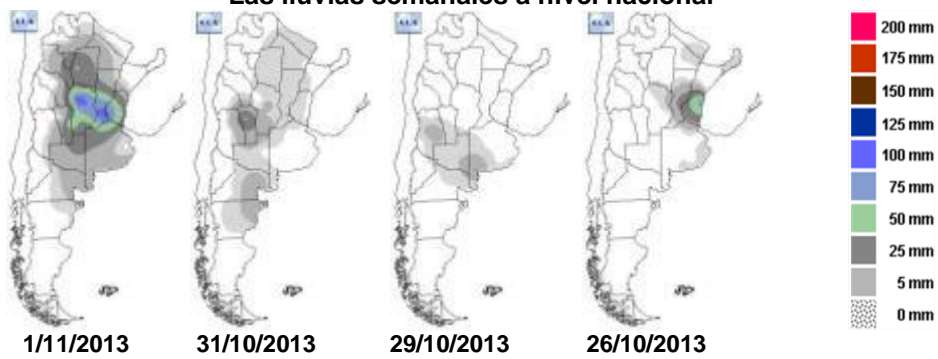 Las lluvias semanales a nivel nacional
200 mm
175 mm
150 mm
125 mm
100 mm
75 mm
50 mm
25 mm
5 mm
0 mm
1/11/2013 31/10/2013 29/10/2013 26/10/2013